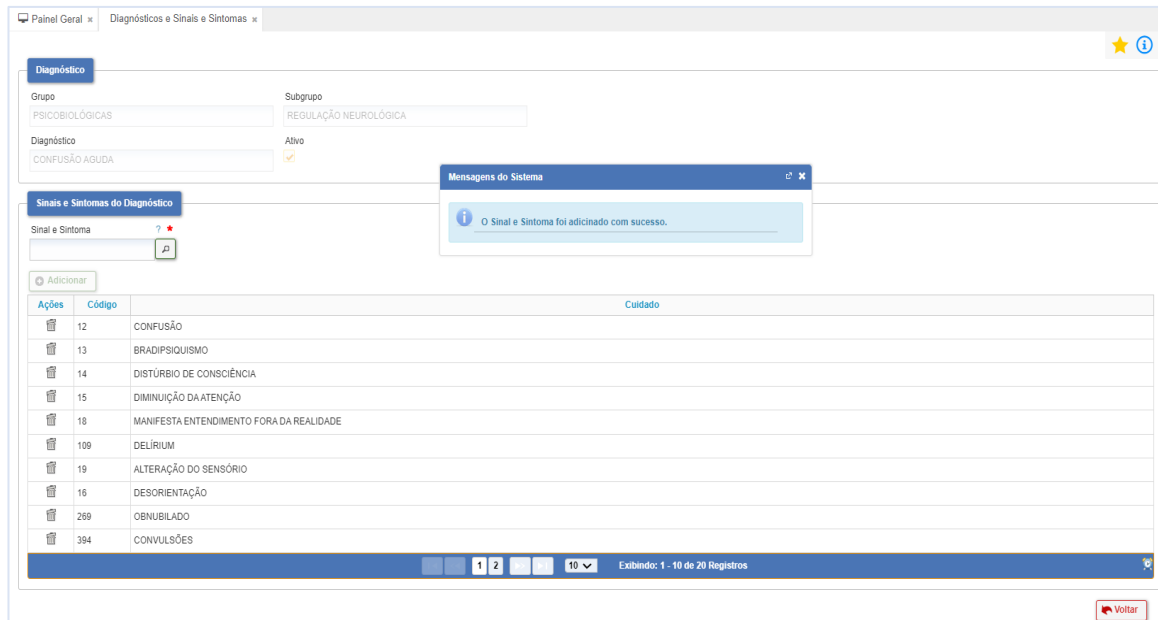 Painel Geral × Diagnósticos e Sinais e Sintomas ×
Diagnóstico
Grupo Subgrupo
PSICOBIOLÓGICAS REGULAÇÃO NEUROLÓGICA
Diagnóstico Ativo
CONFUSÃO AGUDA
Mensagens do Sistema
O Sinal e Sintoma foi adicinado com sucesso.
Sinais e Sintomas do Diagnóstico
Sinal e Sintoma ? *
Adicionar
Ações Código Cuidado
12 CONFUSÃO
13 BRADIPSIQUISMO
14 DISTÚRBIO DE CONSCIÊNCIA
15 DIMINUIÇÃO DA ATENÇÃO
18 MANIFESTA ENTENDIMENTO FORA DA REALIDADE
109 DELÍRIUM
19 ALTERAÇÃO DO SENSÓRIO
16 DESORIENTAÇÃO
269 OBNUBILADO
394 CONVULSÕES
1 2 10 Exibindo: 1 - 10 de 20 Registros
Voltar